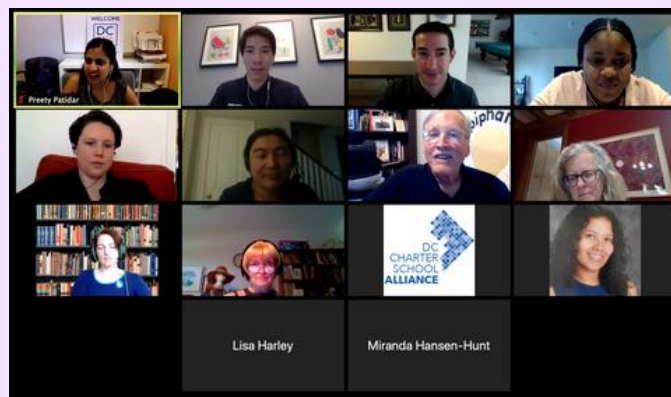 WELCOME
DC
Preety Patidar
DC
CHARTER
SCHOOL
ALLIANCE
Lisa Harley
Miranda Hansen-Hunt